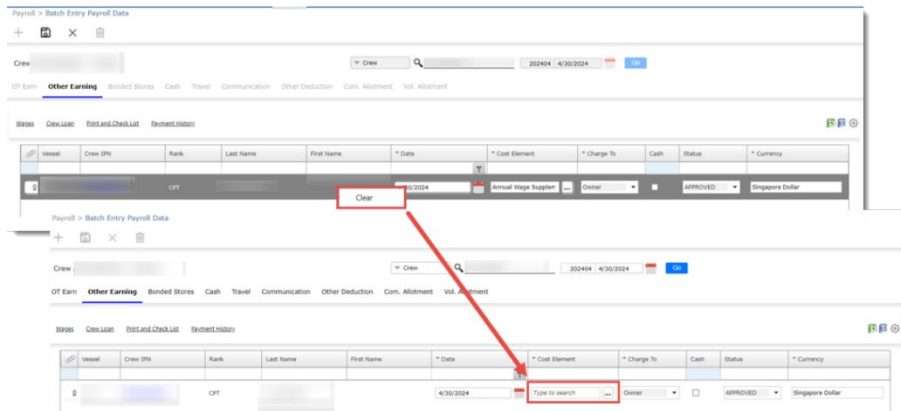 Payroll > Batch Entry Payroll Data
Crew Crew 202404 4/30/2024 Go
OT Earn Other Earning Bonded Stores Cash Travel Communication Other Deduction Com. Allotment Vol. Allotment
Wages Crew Loan Print and Check List Payment History
Vessel Crew IPN Rank Last Name First Name * Date * Cost Element * Charge To Cash Status * Currency
CPT 4/30/2024 Annual Wage Supplem ... Owner APPROVED Singapore Dollar
Clear
Payroll > Batch Entry Payroll Data
Crew Crew 202404 4/30/2024 Go
OT Earn Other Earning Bonded Stores Cash Travel Communication Other Deduction Com. Allotment Vol. Allotment
Wages Crew Loan Print and Check List Payment History
Vessel Crew IPN Rank Last Name First Name * Date * Cost Element * Charge To Cash Status * Currency
CPT 4/30/2024 Type to search ... Owner APPROVED Singapore Dollar